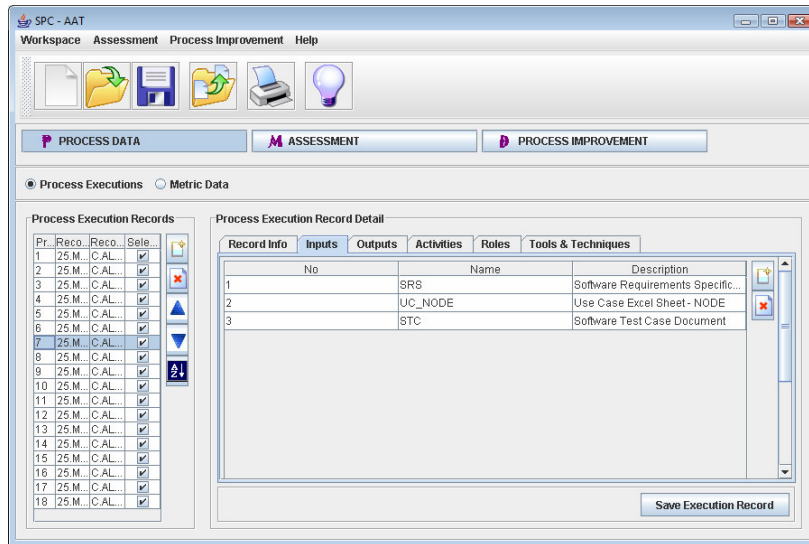 SPC - AAT
Workspace Assessment Process Improvement Help
PROCESS DATA
ASSESSMENT
PROCESS IMPROVEMENT
Process Executions Metric Data
Process Execution Records
Pr... Reco... Reco... Sele...
1 25.M... C.AL...
2 25.M... C.AL...
3 25.M... C.AL...
4 25.M... C.AL...
5 25.M... C.AL...
6 25.M... C.AL...
7 25.M... C.AL...
8 25.M... C.AL...
9 25.M... C.AL...
10 25.M... C.AL...
11 25.M... C.AL...
12 25.M... C.AL...
13 25.M... C.AL...
14 25.M... C.AL...
15 25.M... C.AL...
16 25.M... C.AL...
17 25.M... C.AL...
18 25.M... C.AL...
A
Z
Process Execution Record Detail
Record Info Inputs Outputs Activities Roles Tools & Techniques
No Name Description
1 SRS Software Requirements Specific...
2 UC_NODE Use Case Excel Sheet - NODE
3 STC Software Test Case Document
Save Execution Record